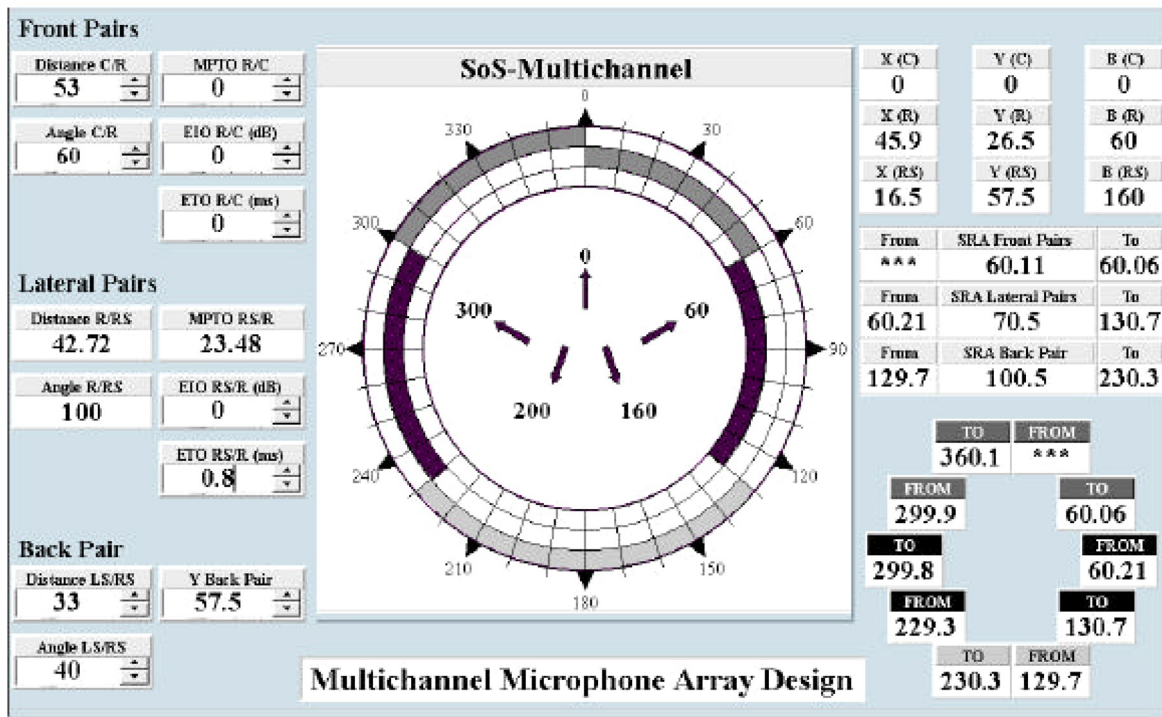 Front Pairs
Distance C/R MPTO R/C
53 0
Angle C/R EIO R/C (dB)
60 0
ETO R/C (ms)
0
Lateral Pairs
Distance R/RS MPTO RS/R
42.72 23.48
Angle R/RS EIO RS/R (dB)
100 0
ETO RS/R (ms)
0.8
Back Pair
Distance LS/RS Y Back Pair
33 57.5
Angle LS/RS
40
SoS-Multichannel
0
330 30
300 60
270 90
240 120
210 150
180
0
300 60
200 160
Multichannel Microphone Array Design
X (C) Y (C) B (C)
0 0 0
X (R) Y (R) B (R)
45.9 26.5 60
X (RS) Y (RS) B (RS)
16.5 57.5 160
From SRA Front Pairs To
*** 60.11 60.06
From SRA Lateral Pairs To
60.21 70.5 130.7
From SRA Back Pair To
129.7 100.5 230.3
TO FROM
360.1 ***
FROM TO
299.9 60.06
TO FROM
299.8 60.21
FROM TO
229.3 130.7
TO FROM
230.3 129.7